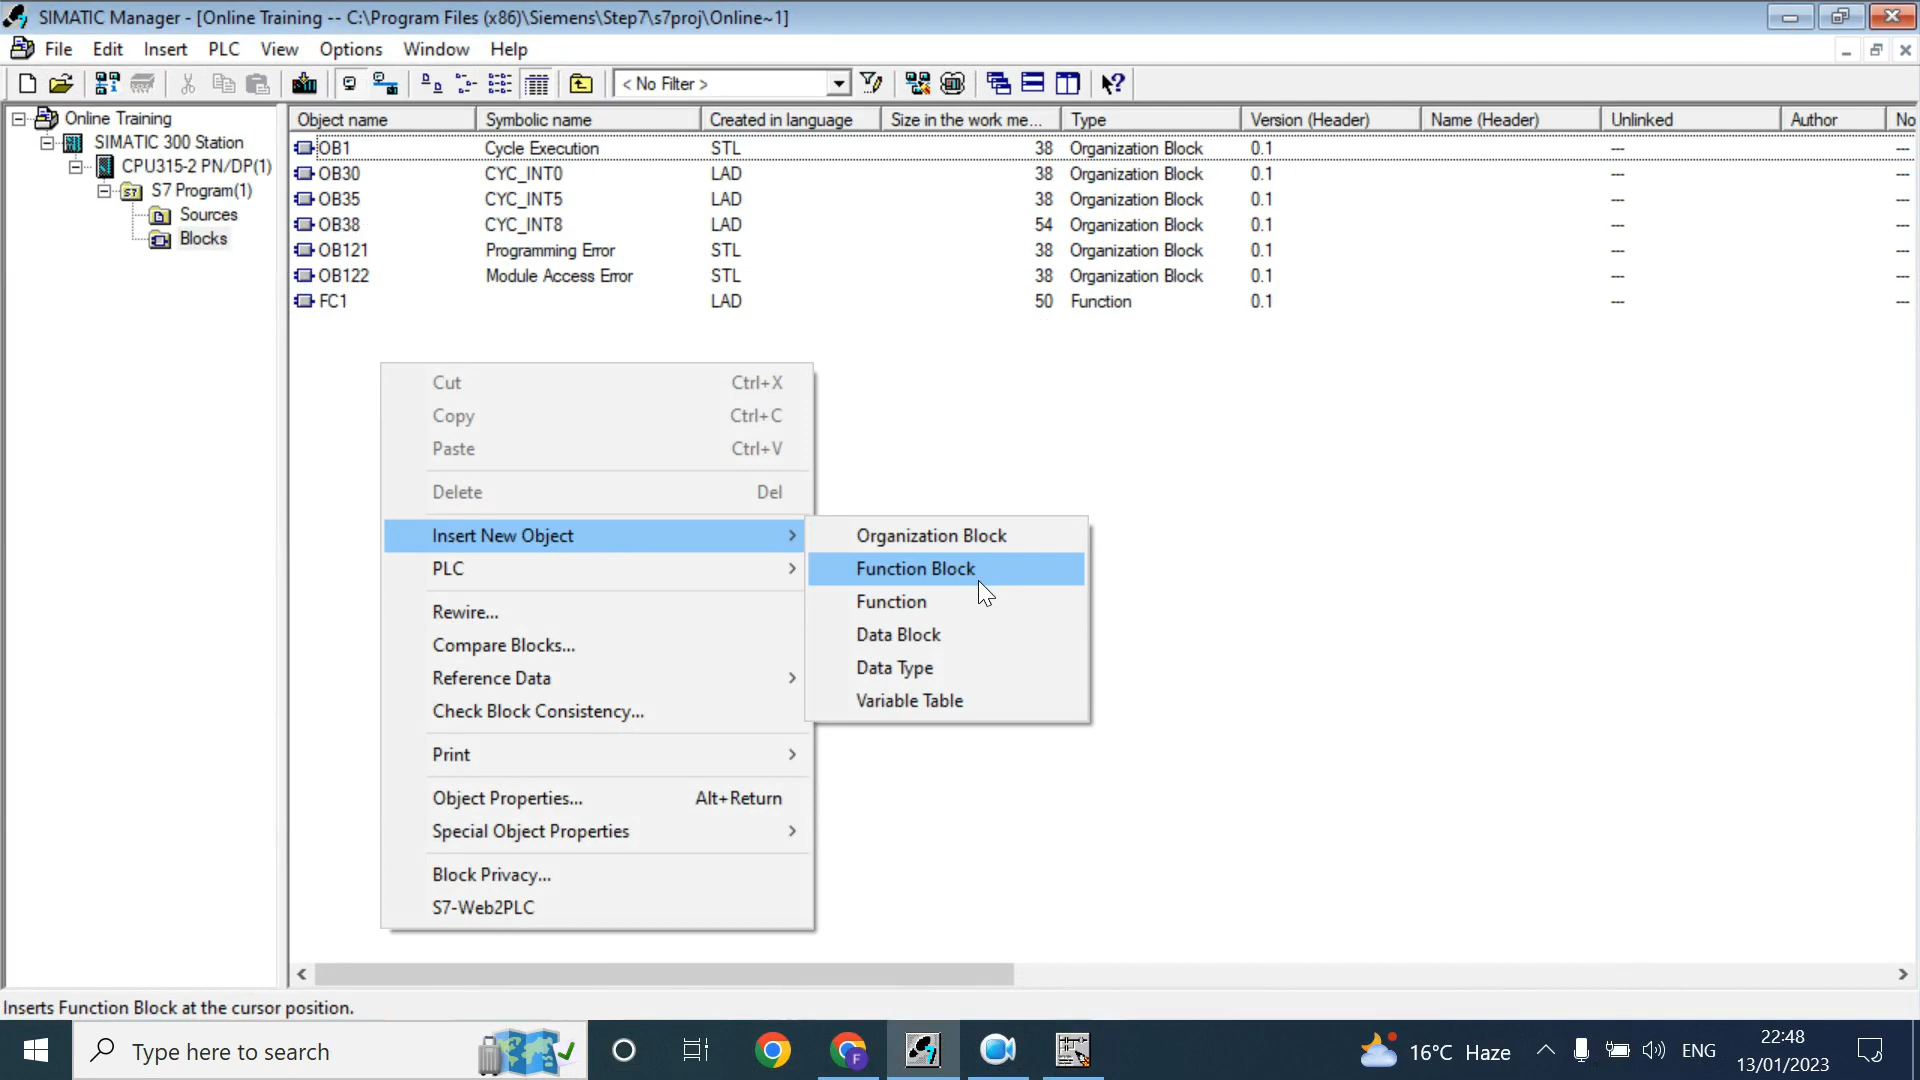 SIMATIC Manager - [Online Training -- C:\Program Files (x86)\Siemens\Step7\s7proj\Online~1]
File Edit Insert PLC View Options Window Help
< No Filter >
Online Training
SIMATIC 300 Station
CPU315-2 PN/DP(1)
S7 Program(1)
Sources
Blocks
Object name Symbolic name Created in language Size in the work me... Type Version (Header) Name (Header) Unlinked Author No
OB1 Cycle Execution STL 38 Organization Block 0.1 --- ---
OB30 CYC_INT0 LAD 38 Organization Block 0.1 --- ---
OB35 CYC_INT5 LAD 38 Organization Block 0.1 --- ---
OB38 CYC_INT8 LAD 54 Organization Block 0.1 --- ---
OB121 Programming Error STL 38 Organization Block 0.1 --- ---
OB122 Module Access Error STL 38 Organization Block 0.1 --- ---
FC1 LAD 50 Function 0.1 --- ---
Cut Ctrl+X
Copy Ctrl+C
Paste Ctrl+V
Delete Del
Insert New Object
PLC
Rewire...
Compare Blocks...
Reference Data
Check Block Consistency...
Print
Object Properties... Alt+Return
Special Object Properties
Block Privacy...
S7-Web2PLC
Organization Block
Function Block
Function
Data Block
Data Type
Variable Table
Inserts Function Block at the cursor position.
Type here to search
16°C Haze
ENG
22:48
13/01/2023